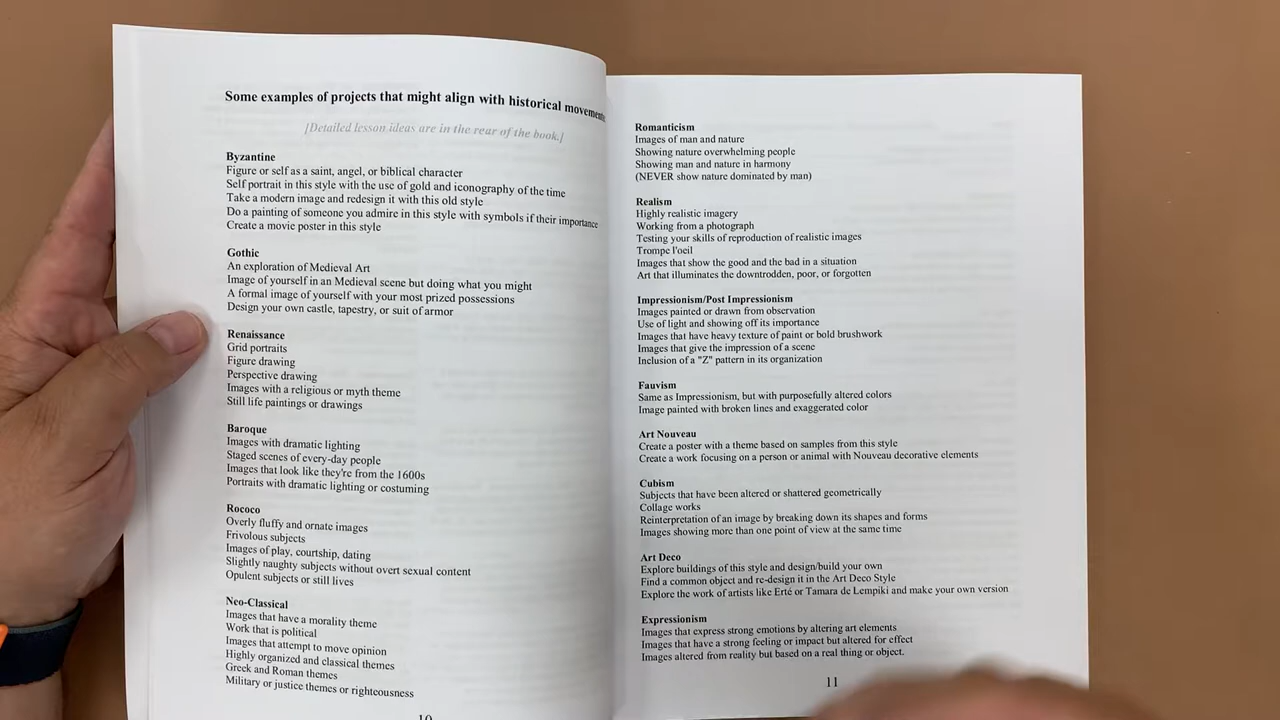 Some examples of projects that might align with historical movements
[Detailed lesson ideas are in the rear of the book.]
Byzantine
Figure or self as a saint, angel, or biblical character
Self portrait in this style with the use of gold and iconography of the time
Take a modern image and redesign it with this old style
Do a painting of someone you admire in this style with symbols if their importance
Create a movie poster in this style
Gothic
An exploration of Medieval Art
Image of yourself in an Medieval scene but doing what you might
A formal image of yourself with your most prized possessions
Design your own castle, tapestry, or suit of armor
Renaissance
Grid portraits
Figure drawing
Perspective drawing
Images with a religious or myth theme
Still life paintings or drawings
Baroque
Images with dramatic lighting
Staged scenes of every-day people
Images that look like they're from the 1600s
Portraits with dramatic lighting or costuming
Rococo
Overly fluffy and ornate images
Frivolous subjects
Images of play, courtship, dating
Slightly naughty subjects without overt sexual content
Opulent subjects or still lives
Neo-Classical
Images that have a morality theme
Work that is political
Images that attempt to move opinion
Highly organized and classical themes
Greek and Roman themes
Military or justice themes or righteousness
10
Romanticism
Images of man and nature
Showing nature overwhelming people
Showing man and nature in harmony
(NEVER show nature dominated by man)
Realism
Highly realistic imagery
Working from a photograph
Testing your skills of reproduction of realistic images
Trompe l'oeil
Images that show the good and the bad in a situation
Art that illuminates the downtrodden, poor, or forgotten
Impressionism/Post Impressionism
Images painted or drawn from observation
Use of light and showing off its importance
Images that have heavy texture of paint or bold brushwork
Images that give the impression of a scene
Inclusion of a "Z" pattern in its organization
Fauvism
Same as Impressionism, but with purposefully altered colors
Image painted with broken lines and exaggerated color
Art Nouveau
Create a poster with a theme based on samples from this style
Create a work focusing on a person or animal with Nouveau decorative elements
Cubism
Subjects that have been altered or shattered geometrically
Collage works
Reinterpretation of an image by breaking down its shapes and forms
Images showing more than one point of view at the same time
Art Deco
Explore buildings of this style and design/build your own
Find a common object and re-design it in the Art Deco Style
Explore the work of artists like Erté or Tamara de Lempiki and make your own version
Expressionism
Images that express strong emotions by altering art elements
Images that have a strong feeling or impact but altered for effect
Images altered from reality but based on a real thing or object.
11